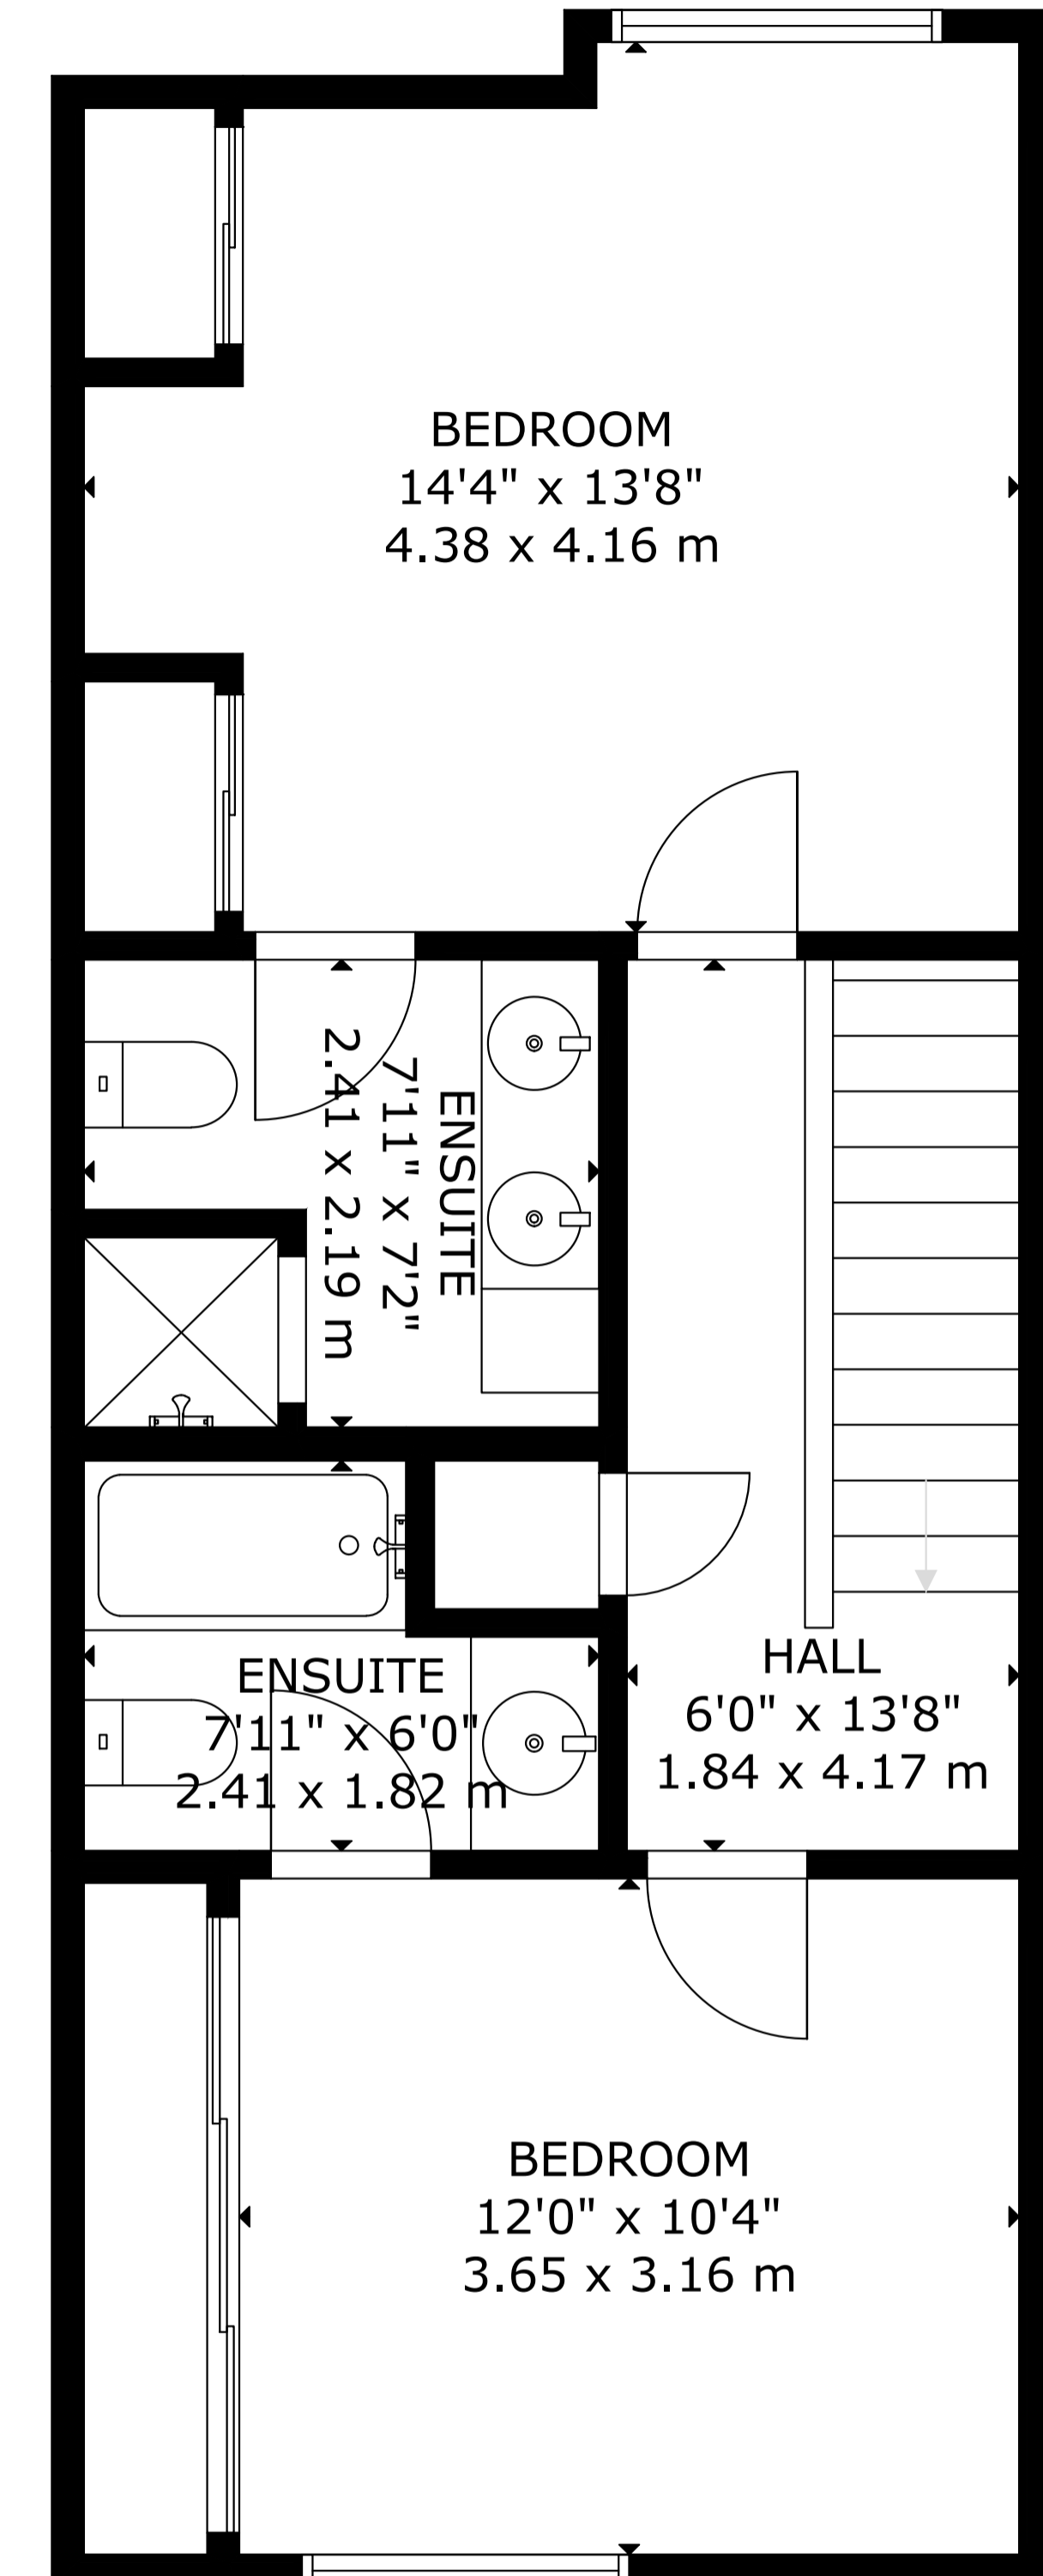 BEDROOM
14'4" x 13'8"
4.38 x 4.16 m
ENSUITE
7'11" x 7'2"
2.41 x 2.19 m
ENSUITE
7'11" x 6'0"
2.41 x 1.82 m
HALL
6'0" x 13'8"
1.84 x 4.17 m
BEDROOM
12'0" x 10'4"
3.65 x 3.16 m